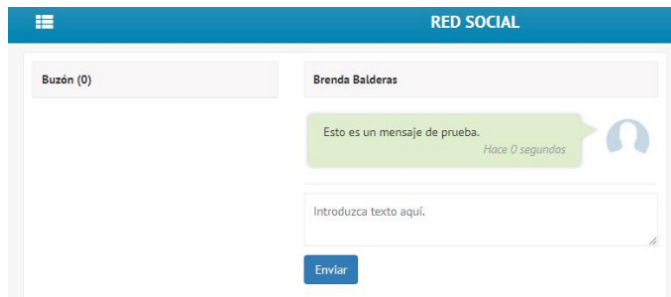 RED SOCIAL
Buzón (0)
Brenda Balderas
Esto es un mensaje de prueba.
Hace 0 segundos
Introduzca texto aquí.
Enviar